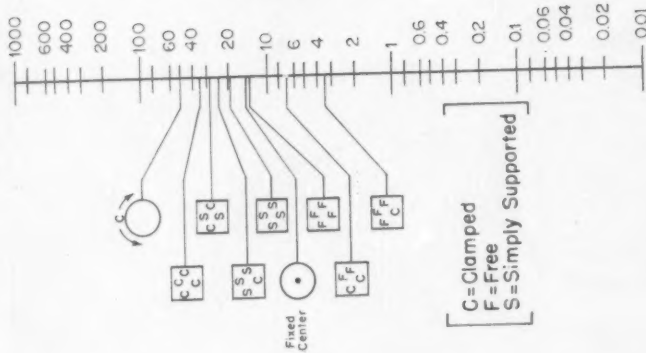 1000
600
400
200
100
60
40
20
10
6
4
2
1
0.6
0.4
0.2
0.1
0.06
0.04
0.02
0.01
C
C C
C C
C S
S C
S S
S C
S S
S S
Fixed
Center
F F
F F
C F
C F
F F
F C
C=Clamped
F=Free
S=Simply Supported